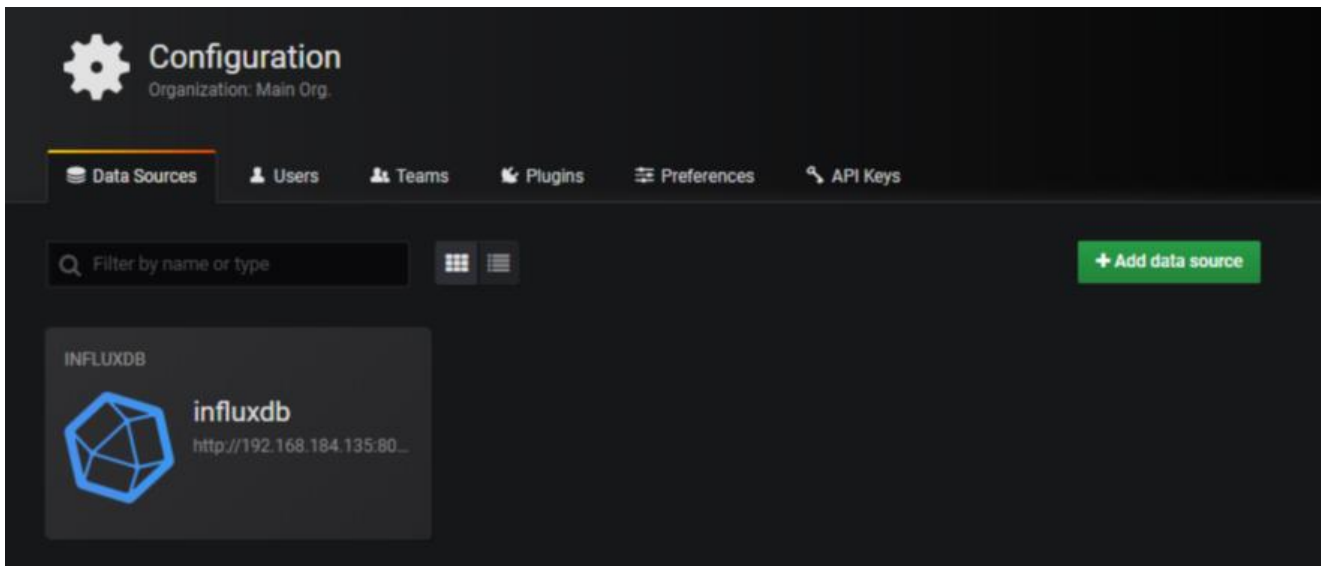 Configuration
Organization: Main Org.
Data Sources Users Teams Plugins Preferences API Keys
Filter by name or type
+ Add data source
INFLUXDB
influxdb
http://192.168.184.135:80...